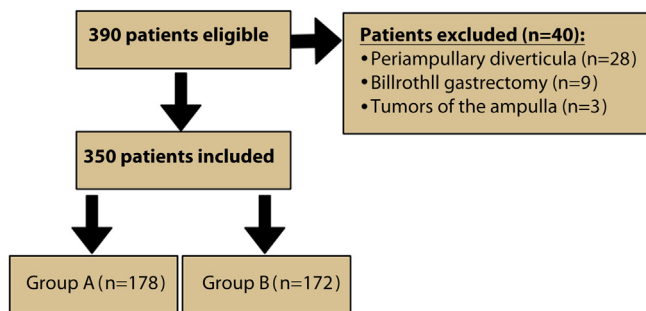 390 patients eligible
Patients excluded (n=40):
• Periampullary diverticula (n=28)
• Billrothll gastrectomy (n=9)
• Tumors of the ampulla (n=3)
350 patients included
Group A (n=178)
Group B (n=172)